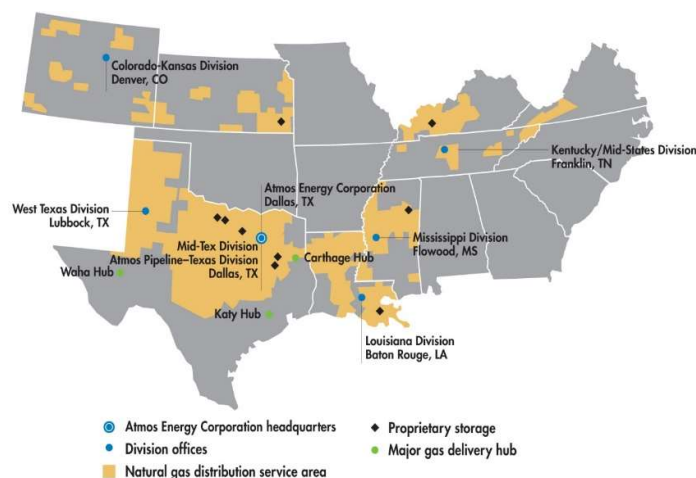 Colorado-Kansas Division
Denver, CO
Kentucky/Mid-States Division
Franklin, TN
Atmos Energy Corporation
Dallas, TX
West Texas Division
Lubbock, TX
Mid-Tex Division
Atmos Pipeline–Texas Division
Dallas, TX
Mississippi Division
Flowood, MS
Waha Hub
Carthage Hub
Katy Hub
Louisiana Division
Baton Rouge, LA
Atmos Energy Corporation headquarters
Division offices
Natural gas distribution service area
Proprietary storage
Major gas delivery hub